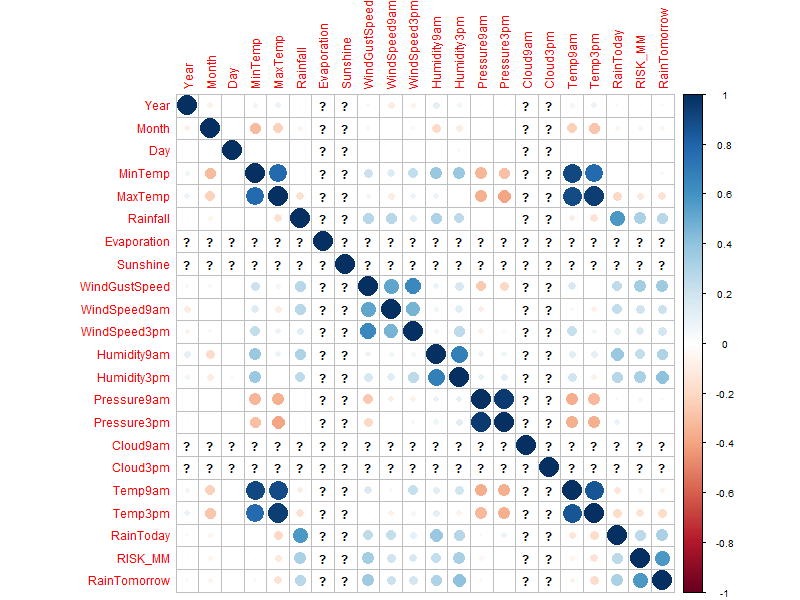 Year Month Day MinTemp MaxTemp Rainfall Evaporation Sunshine WindGustSpeed WindSpeed9am WindSpeed3pm Humidity9am Humidity3pm Pressure9am Pressure3pm Cloud9am Cloud3pm Temp9am Temp3pm RainToday RISK_MM RainTomorrow
Year ? ? ? ?
Month ? ? ? ?
Day ? ? ? ?
MinTemp ? ? ? ?
MaxTemp ? ? ? ?
Rainfall ? ? ? ?
Evaporation ? ? ? ? ? ? ? ? ? ? ? ? ? ? ? ? ? ? ? ? ?
Sunshine ? ? ? ? ? ? ? ? ? ? ? ? ? ? ? ? ? ? ? ? ?
WindGustSpeed ? ? ? ?
WindSpeed9am ? ? ? ?
WindSpeed3pm ? ? ? ?
Humidity9am ? ? ? ?
Humidity3pm ? ? ? ?
Pressure9am ? ? ? ?
Pressure3pm ? ? ? ?
Cloud9am ? ? ? ? ? ? ? ? ? ? ? ? ? ? ? ? ? ? ? ? ?
Cloud3pm ? ? ? ? ? ? ? ? ? ? ? ? ? ? ? ? ? ? ? ? ?
Temp9am ? ? ? ?
Temp3pm ? ? ? ?
RainToday ? ? ? ?
RISK_MM ? ? ? ?
RainTomorrow ? ? ? ?
1
0.8
0.6
0.4
0.2
0
-0.2
-0.4
-0.6
-0.8
-1